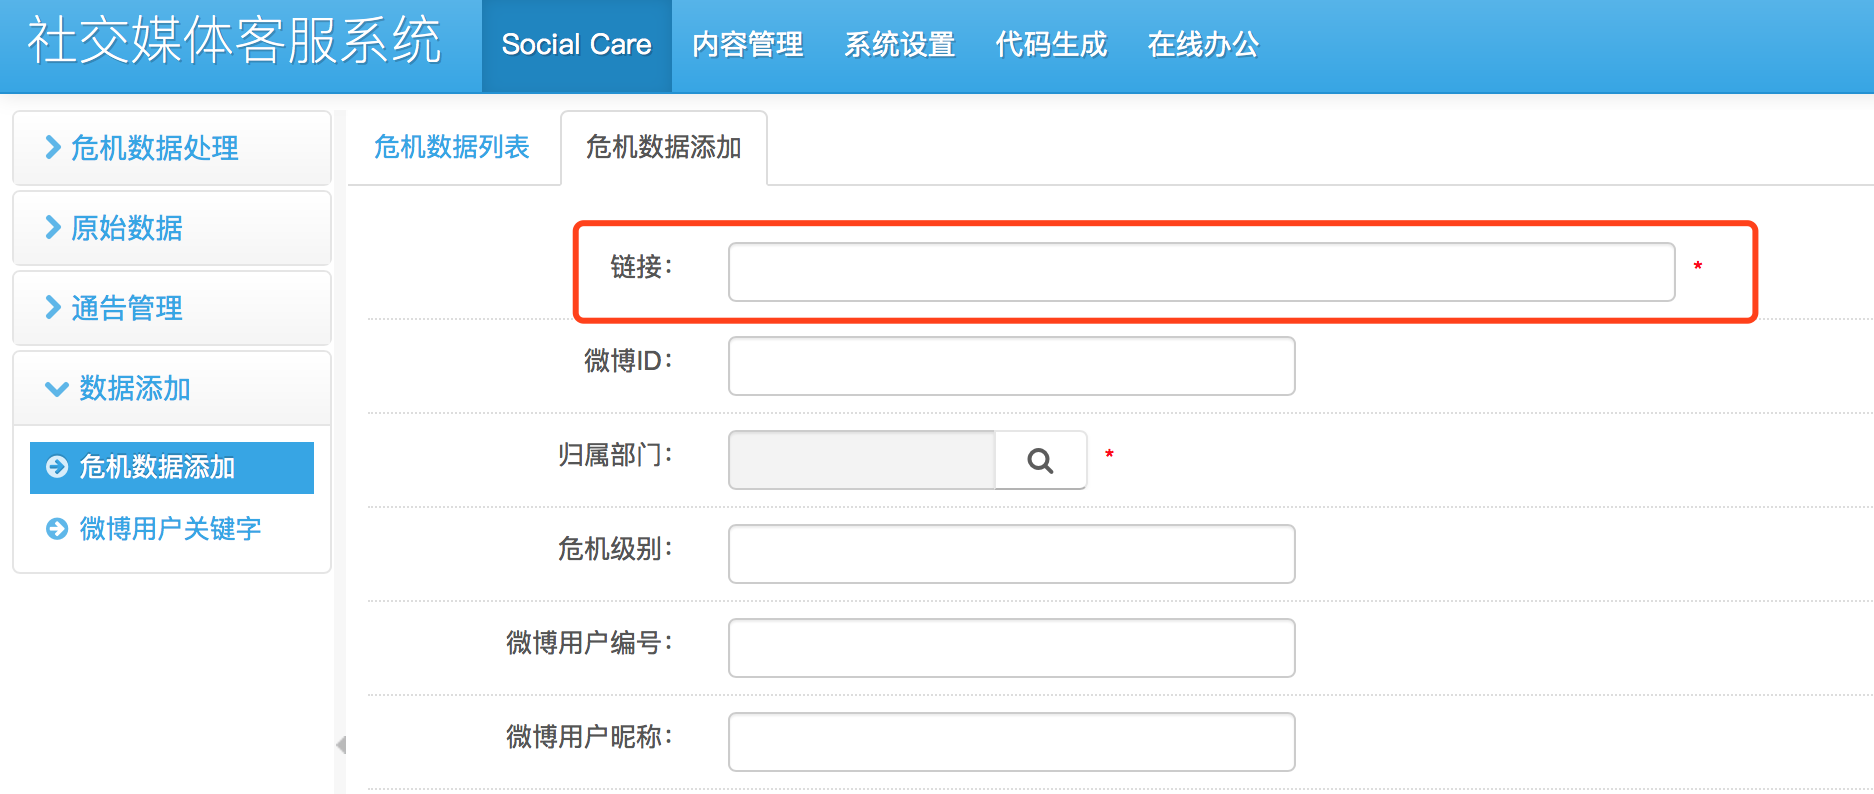 社交媒体客服系统 Social Care 内容管理 系统设置 代码生成 在线办公
危机数据处理
原始数据
通告管理
数据添加
危机数据添加
微博用户关键字
危机数据列表 危机数据添加
链接： *
微博ID：
归属部门： *
危机级别：
微博用户编号：
微博用户昵称：